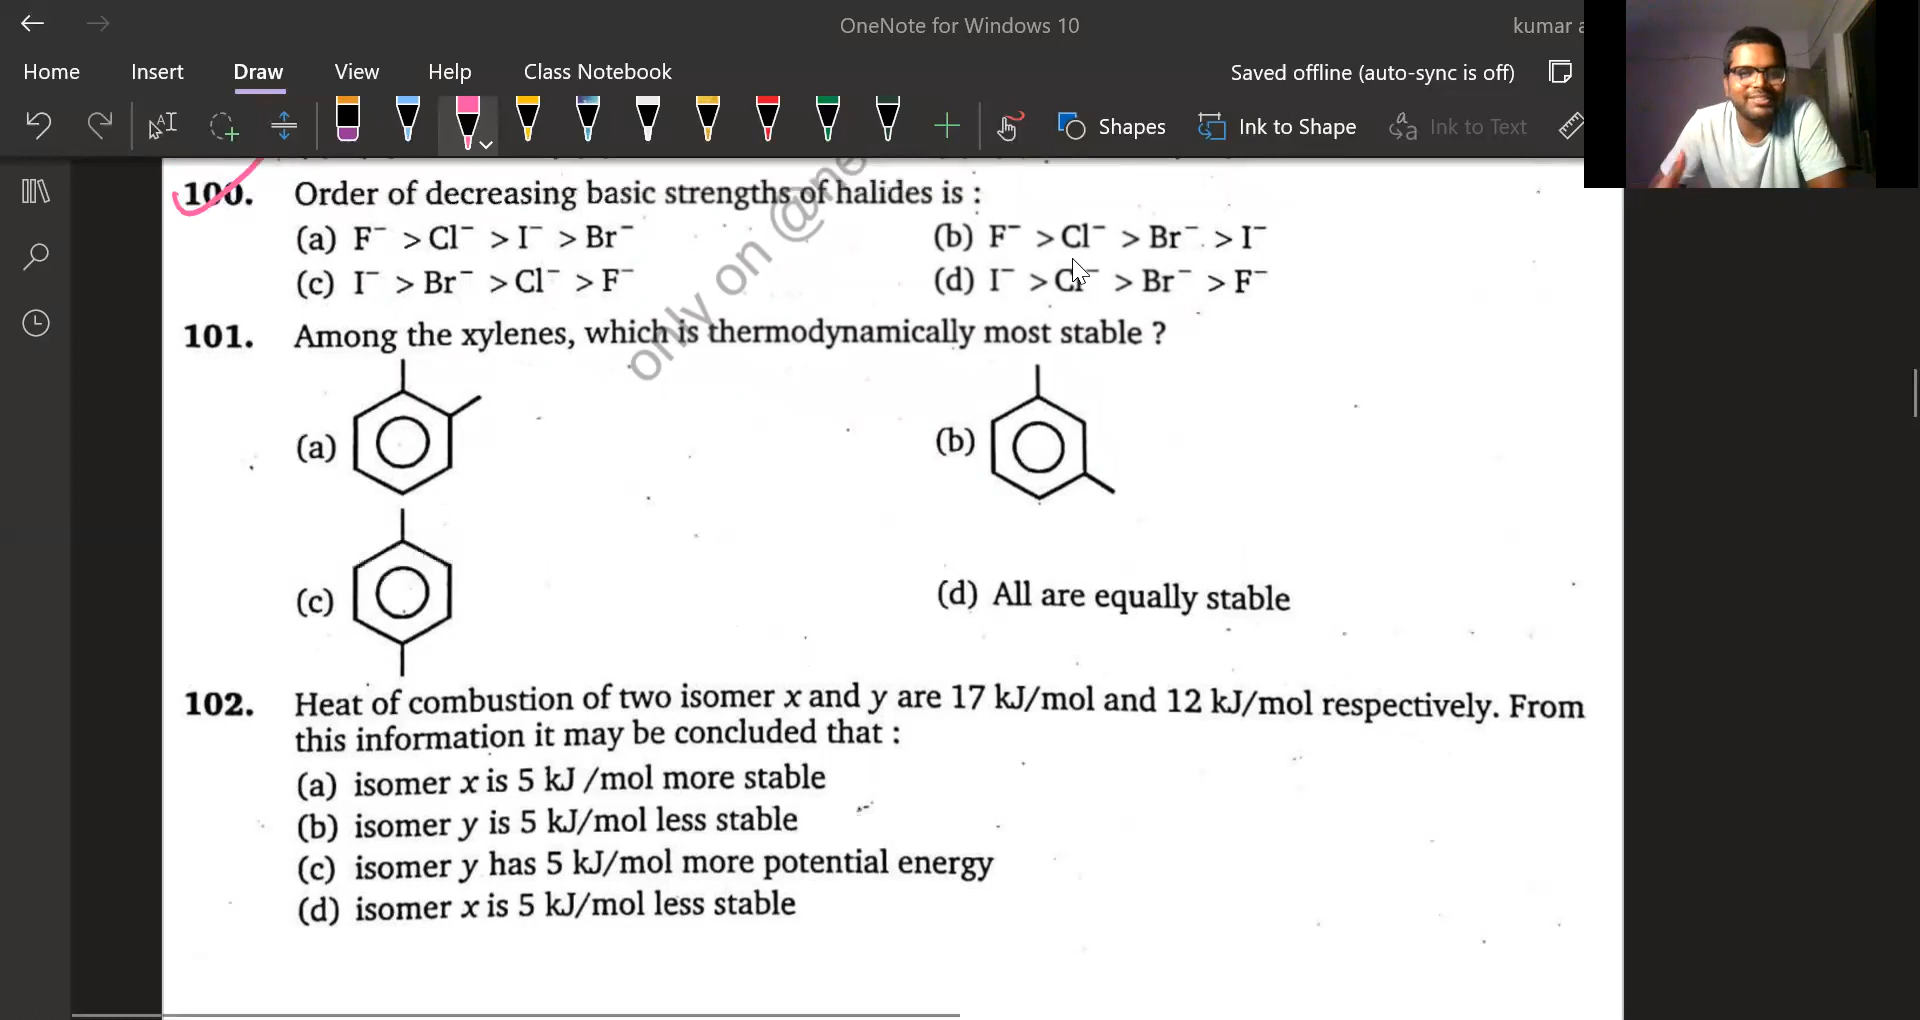 OneNote for Windows 10
kumar a
Home Insert Draw View Help Class Notebook
Saved offline (auto-sync is off)
Shapes Ink to Shape Ink to Text
100. Order of decreasing basic strengths of halides is :
(a) F⁻ > Cl⁻ > I⁻ > Br⁻ (b) F⁻ > Cl⁻ > Br⁻ > I⁻
(c) I⁻ > Br⁻ > Cl⁻ > F⁻ (d) I⁻ > Cl⁻ > Br⁻ > F⁻
only on @ne
101. Among the xylenes, which is thermodynamically most stable ?
(a) (b)
(c) (d) All are equally stable
102. Heat of combustion of two isomer x and y are 17 kJ/mol and 12 kJ/mol respectively. From
this information it may be concluded that :
(a) isomer x is 5 kJ /mol more stable
(b) isomer y is 5 kJ/mol less stable
(c) isomer y has 5 kJ/mol more potential energy
(d) isomer x is 5 kJ/mol less stable